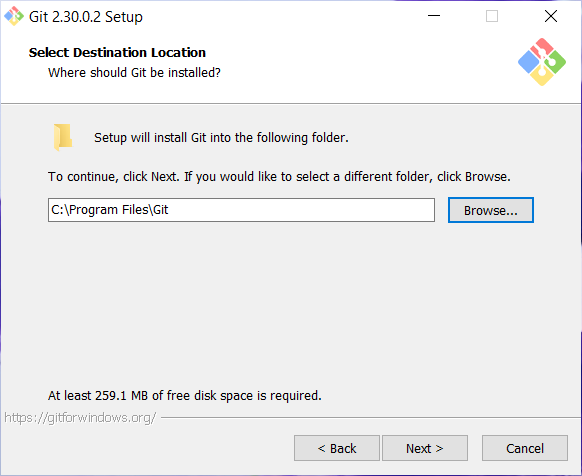 Git 2.30.0.2 Setup
Select Destination Location
Where should Git be installed?
Setup will install Git into the following folder.
To continue, click Next. If you would like to select a different folder, click Browse.
C:\Program Files\Git
Browse...
At least 259.1 MB of free disk space is required.
https://gitforwindows.org/
< Back
Next >
Cancel